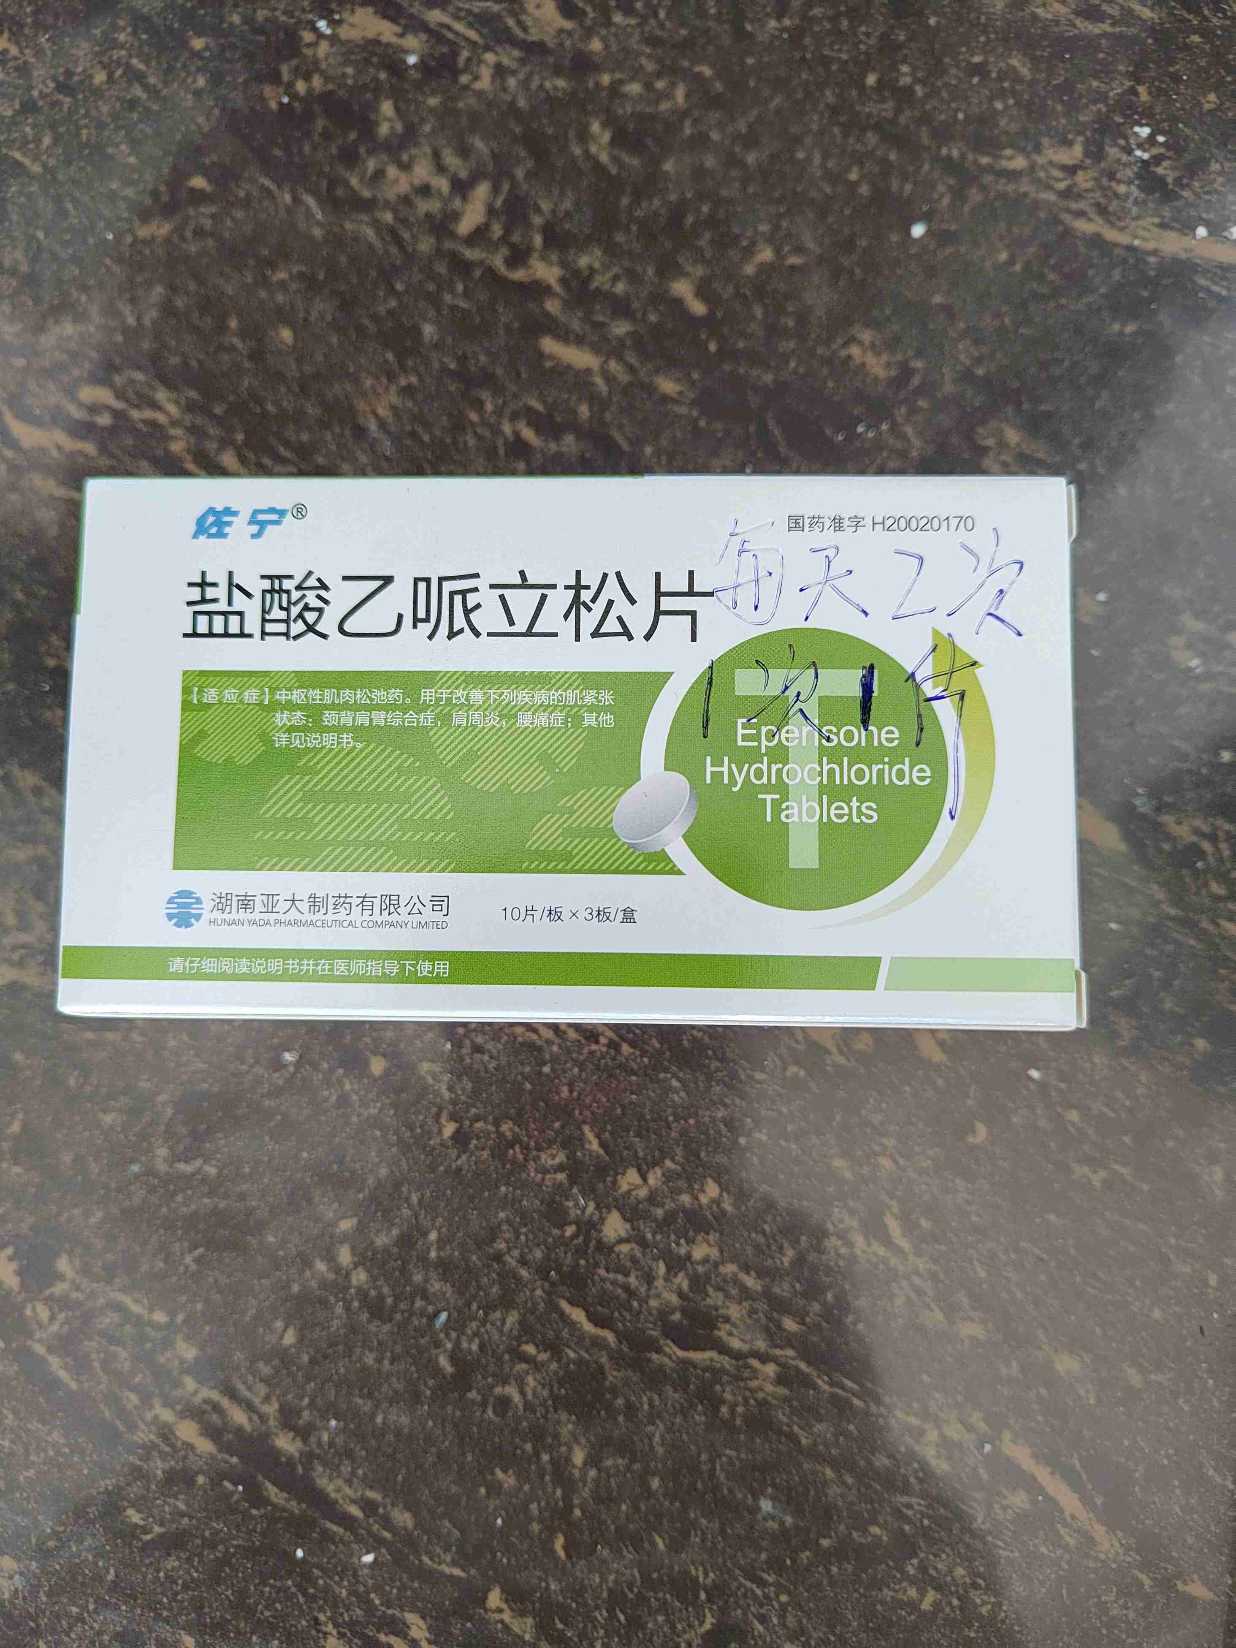 佐宁®
国药准字 H20020170
每天2次
盐酸乙哌立松片
1次1片
【适应症】中枢性肌肉松弛药。用于改善下列疾病的肌紧张
状态：颈背肩臂综合症，肩周炎，腰痛症；其他
详见说明书。
Eperisone
Hydrochloride
Tablets
湖南亚大制药有限公司
HUNAN YADA PHARMACEUTICAL COMPANY LIMITED
10片/板×3板/盒
请仔细阅读说明书并在医师指导下使用